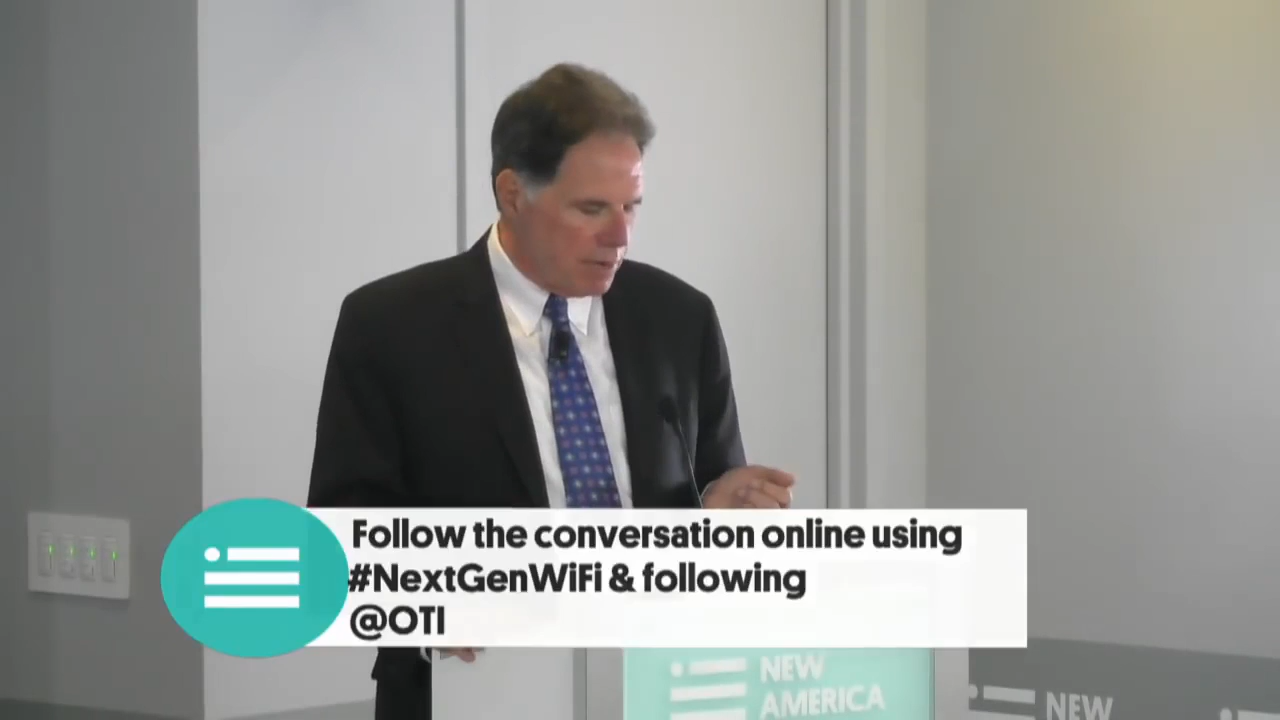 Follow the conversation online using
#NextGenWiFi & following
@OTI
NEW
AMERICA
NEW